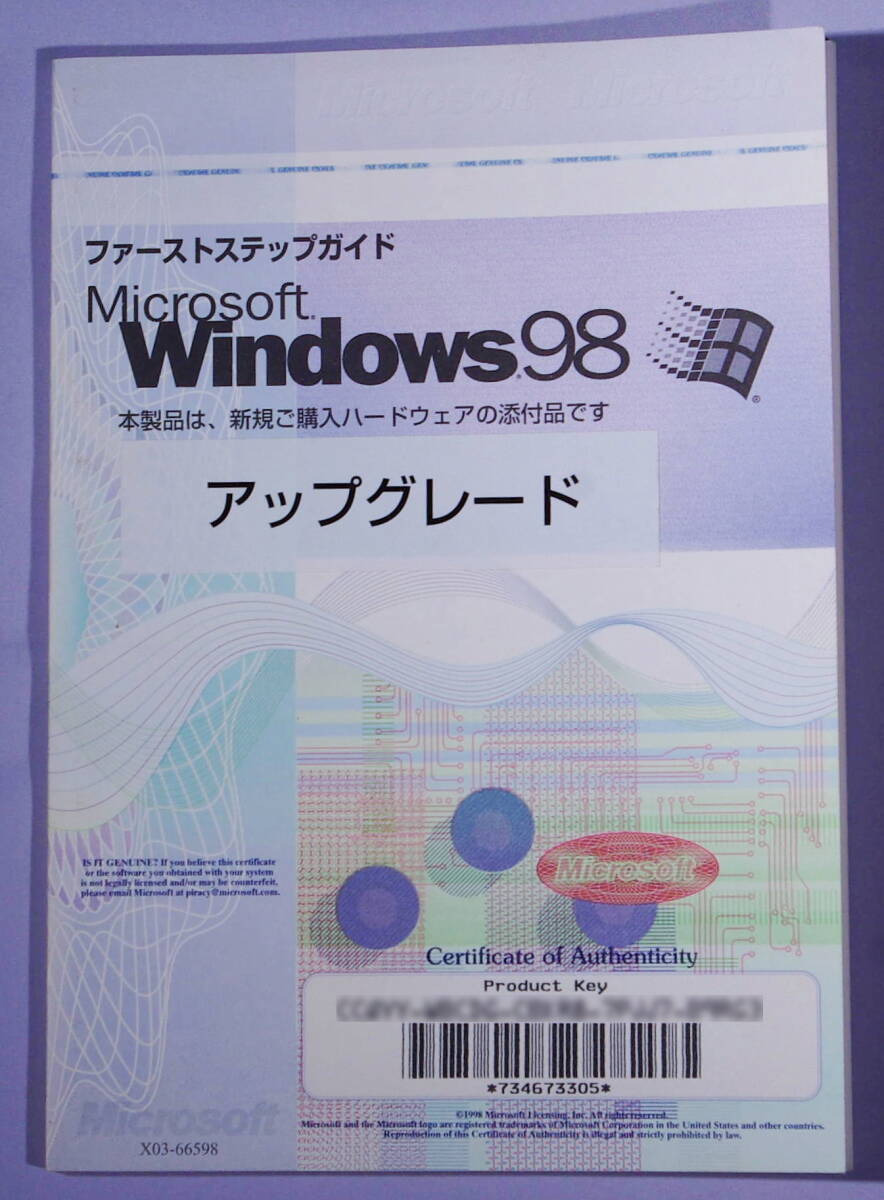 Microsoft Microsoft
ファーストステップガイド
Microsoft®
Windows®98
®
本製品は、新規ご購入ハードウェアの添付品です
アップグレード
IS IT GENUINE? If you believe this certificate
or the software you obtained with your system
is not legally licensed and/or may be counterfeit,
please email Microsoft at piracy@microsoft.com.
Microsoft
Certificate of Authenticity
Product Key
*734673305*
©1998 Microsoft Licensing, Inc. All rights reserved.
Microsoft and the Microsoft logo are registered trademarks of Microsoft Corporation in the United States and other countries.
Reproduction of this Certificate of Authenticity is illegal and strictly prohibited by law.
Microsoft
X03-66598